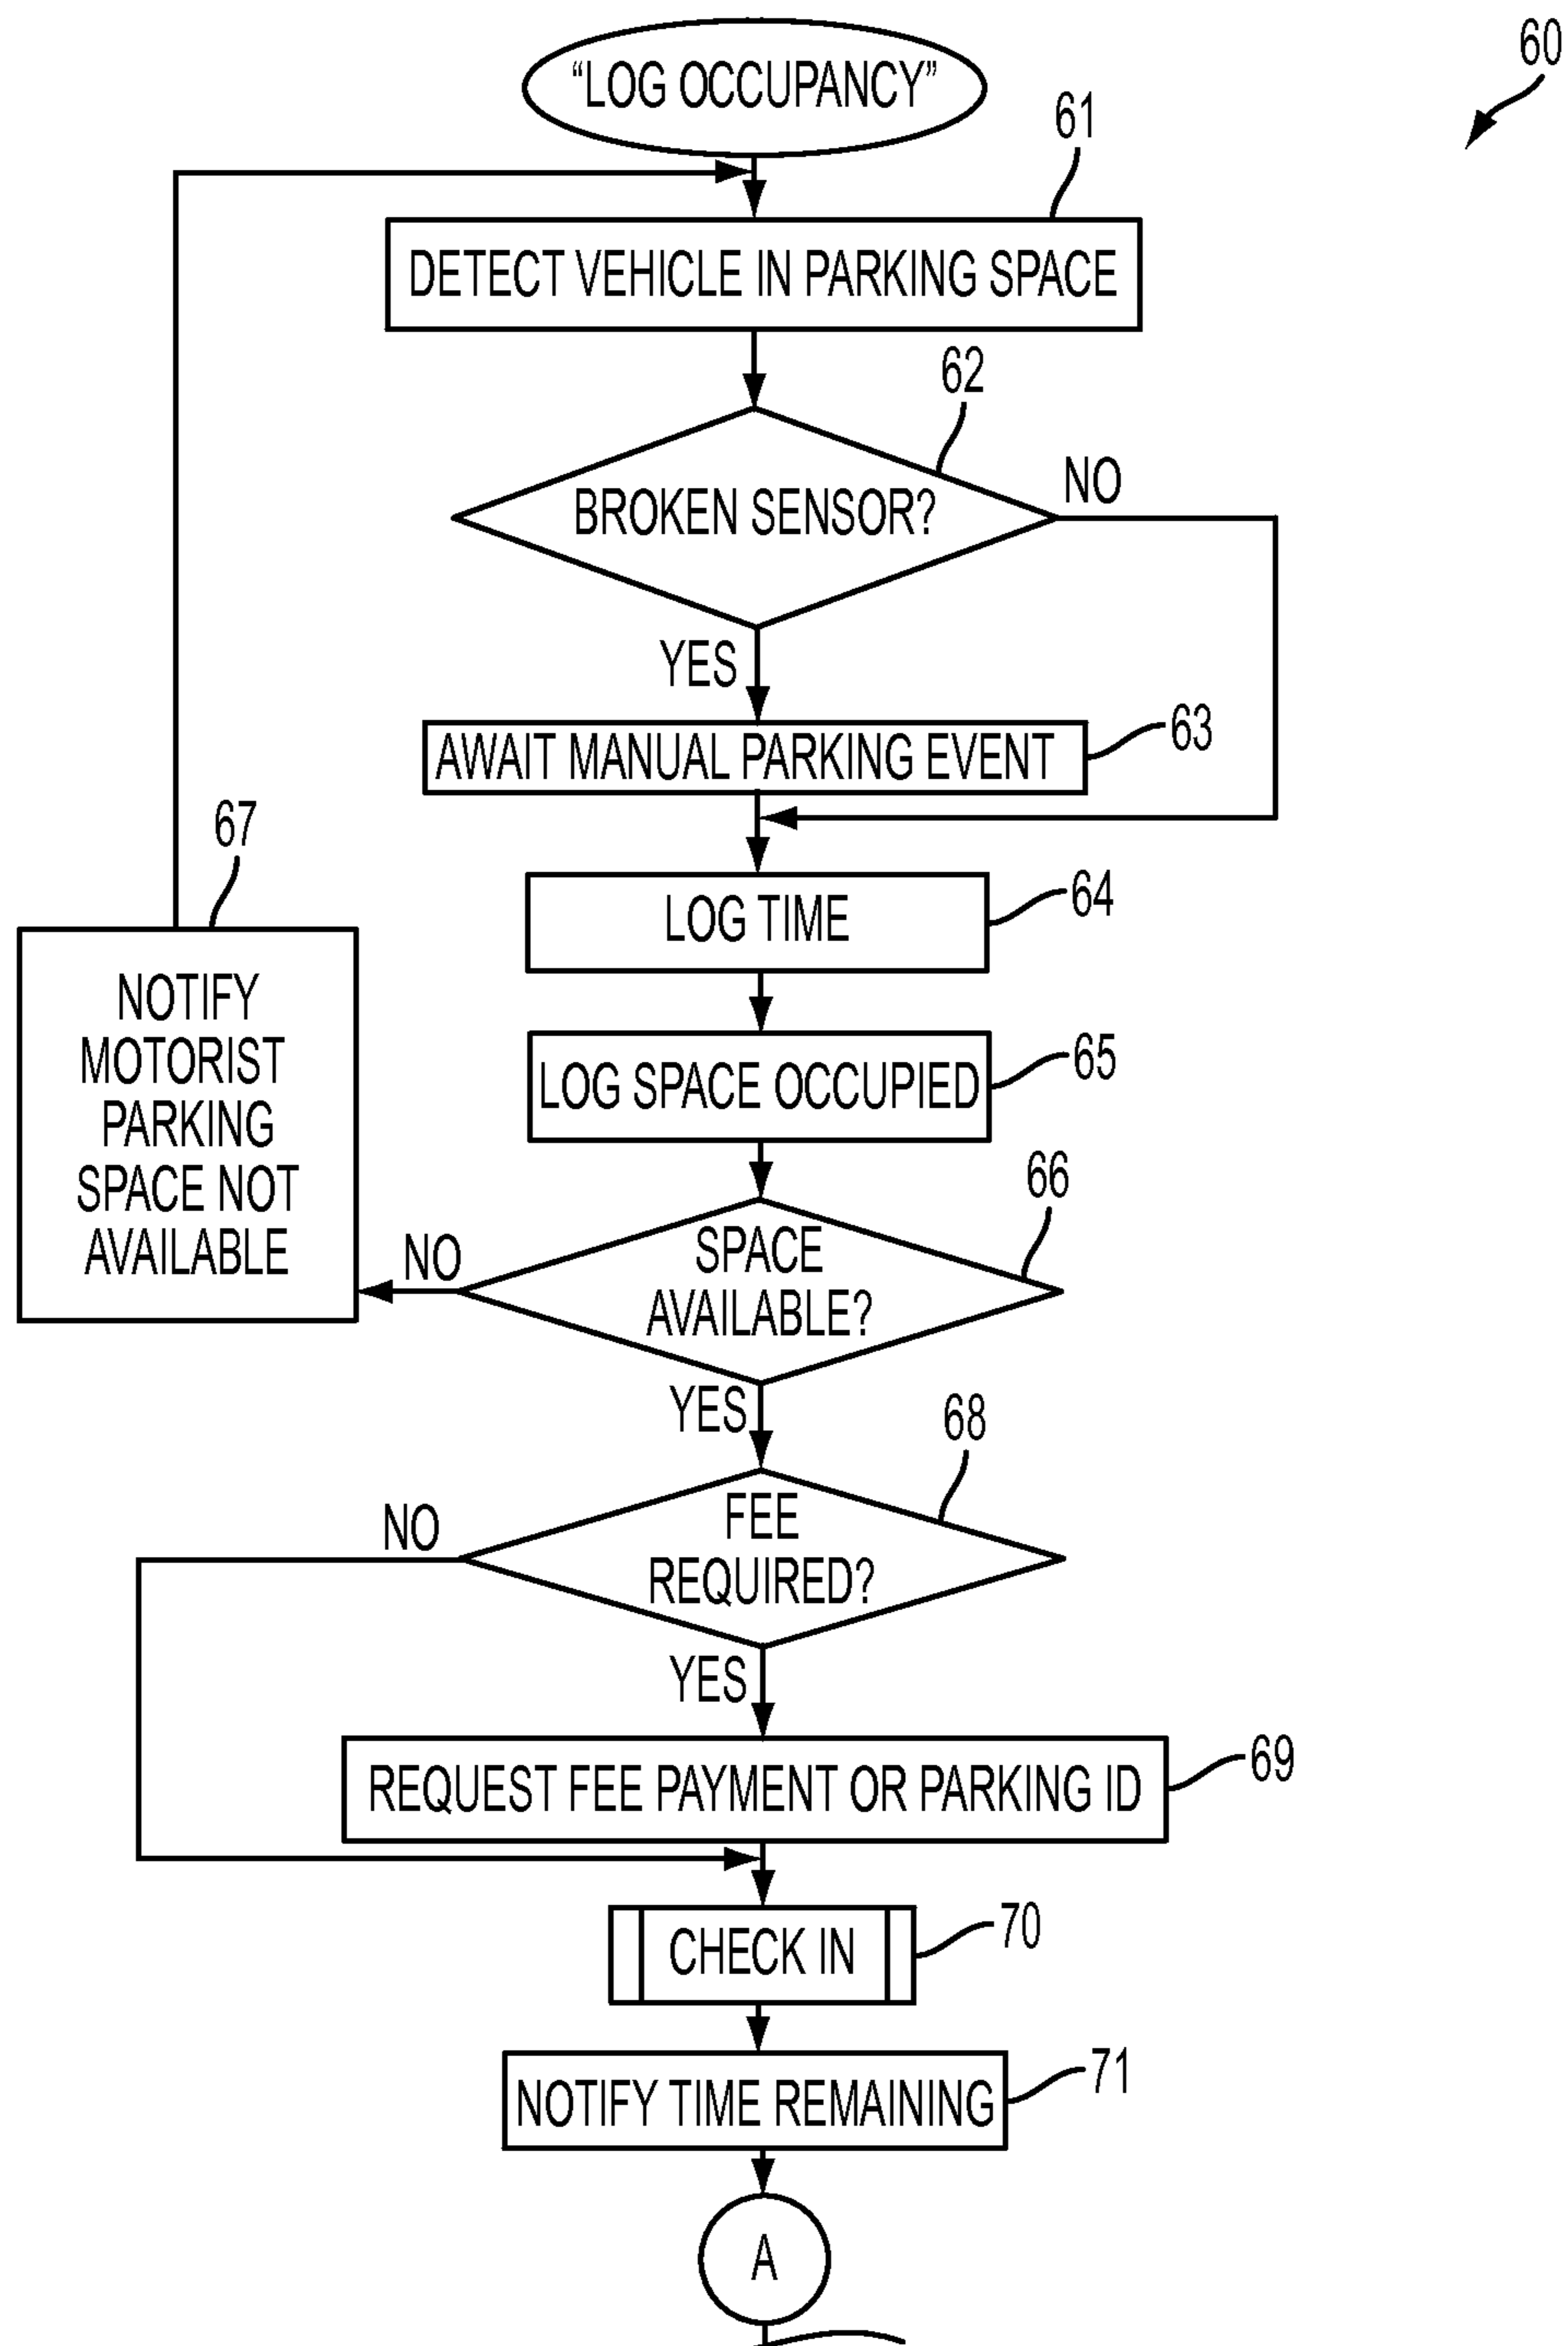 60
“LOG OCCUPANCY”
61
DETECT VEHICLE IN PARKING SPACE
62
BROKEN SENSOR?
NO
YES
AWAIT MANUAL PARKING EVENT
63
LOG TIME
64
LOG SPACE OCCUPIED
65
66
SPACE
AVAILABLE?
NO
67
NOTIFY
MOTORIST
PARKING
SPACE NOT
AVAILABLE
YES
68
FEE
REQUIRED?
NO
YES
REQUEST FEE PAYMENT OR PARKING ID
69
CHECK IN
70
NOTIFY TIME REMAINING
71
A